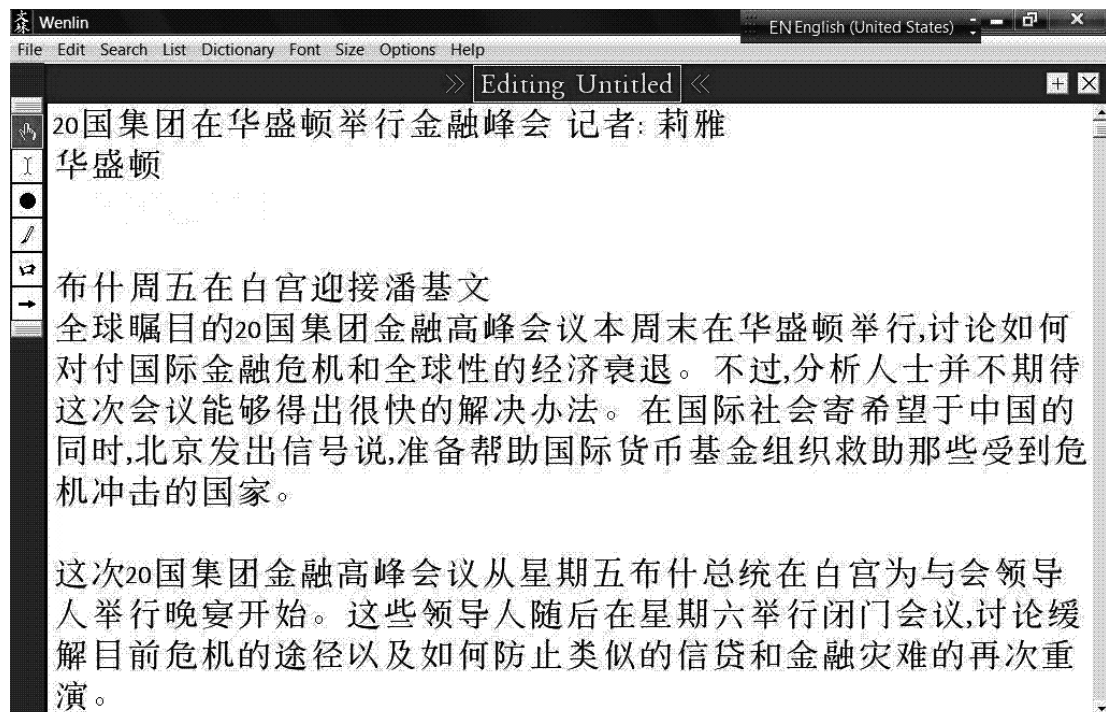 Wenlin
EN English (United States)
File Edit Search List Dictionary Font Size Options Help
» Editing Untitled «
20国集团在华盛顿举行金融峰会 记者: 莉雅
华盛顿
布什周五在白宫迎接潘基文
全球瞩目的20国集团金融高峰会议本周末在华盛顿举行,讨论如何
对付国际金融危机和全球性的经济衰退。不过,分析人士并不期待
这次会议能够得出很快的解决办法。在国际社会寄希望于中国的
同时,北京发出信号说,准备帮助国际货币基金组织救助那些受到危
机冲击的国家。
这次20国集团金融高峰会议从星期五布什总统在白宫为与会领导
人举行晚宴开始。这些领导人随后在星期六举行闭门会议,讨论缓
解目前危机的途径以及如何防止类似的信贷和金融灾难的再次重
演。